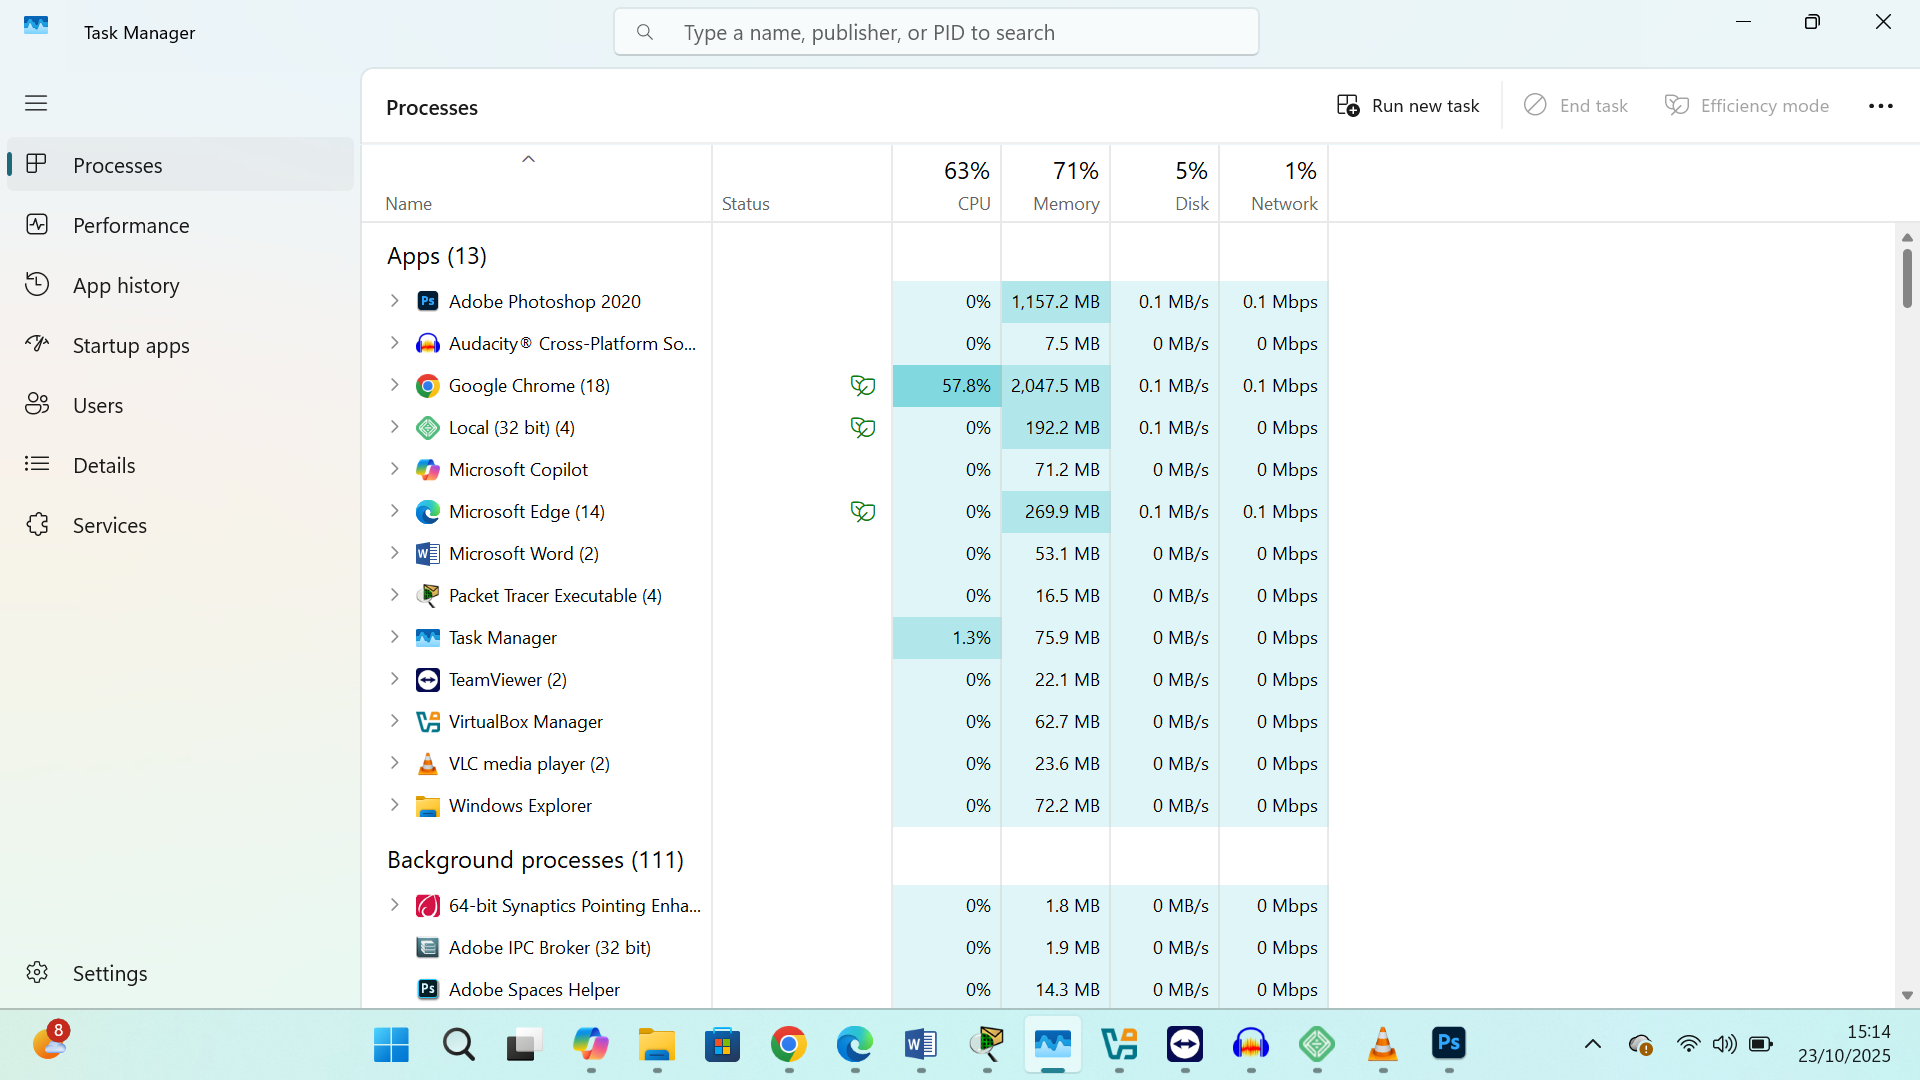 Task Manager
Type a name, publisher, or PID to search
Processes
Run new task
End task
Efficiency mode
Processes
Performance
App history
Startup apps
Users
Details
Services
Settings
63% 71% 5% 1%
Name Status CPU Memory Disk Network
Apps (13)
Adobe Photoshop 2020 0% 1,157.2 MB 0.1 MB/s 0.1 Mbps
Audacity® Cross-Platform So... 0% 7.5 MB 0 MB/s 0 Mbps
Google Chrome (18) 57.8% 2,047.5 MB 0.1 MB/s 0.1 Mbps
Local (32 bit) (4) 0% 192.2 MB 0.1 MB/s 0 Mbps
Microsoft Copilot 0% 71.2 MB 0 MB/s 0 Mbps
Microsoft Edge (14) 0% 269.9 MB 0.1 MB/s 0.1 Mbps
Microsoft Word (2) 0% 53.1 MB 0 MB/s 0 Mbps
Packet Tracer Executable (4) 0% 16.5 MB 0 MB/s 0 Mbps
Task Manager 1.3% 75.9 MB 0 MB/s 0 Mbps
TeamViewer (2) 0% 22.1 MB 0 MB/s 0 Mbps
VirtualBox Manager 0% 62.7 MB 0 MB/s 0 Mbps
VLC media player (2) 0% 23.6 MB 0 MB/s 0 Mbps
Windows Explorer 0% 72.2 MB 0 MB/s 0 Mbps
Background processes (111)
64-bit Synaptics Pointing Enha... 0% 1.8 MB 0 MB/s 0 Mbps
Adobe IPC Broker (32 bit) 0% 1.9 MB 0 MB/s 0 Mbps
Adobe Spaces Helper 0% 14.3 MB 0 MB/s 0 Mbps
8
15:14
23/10/2025